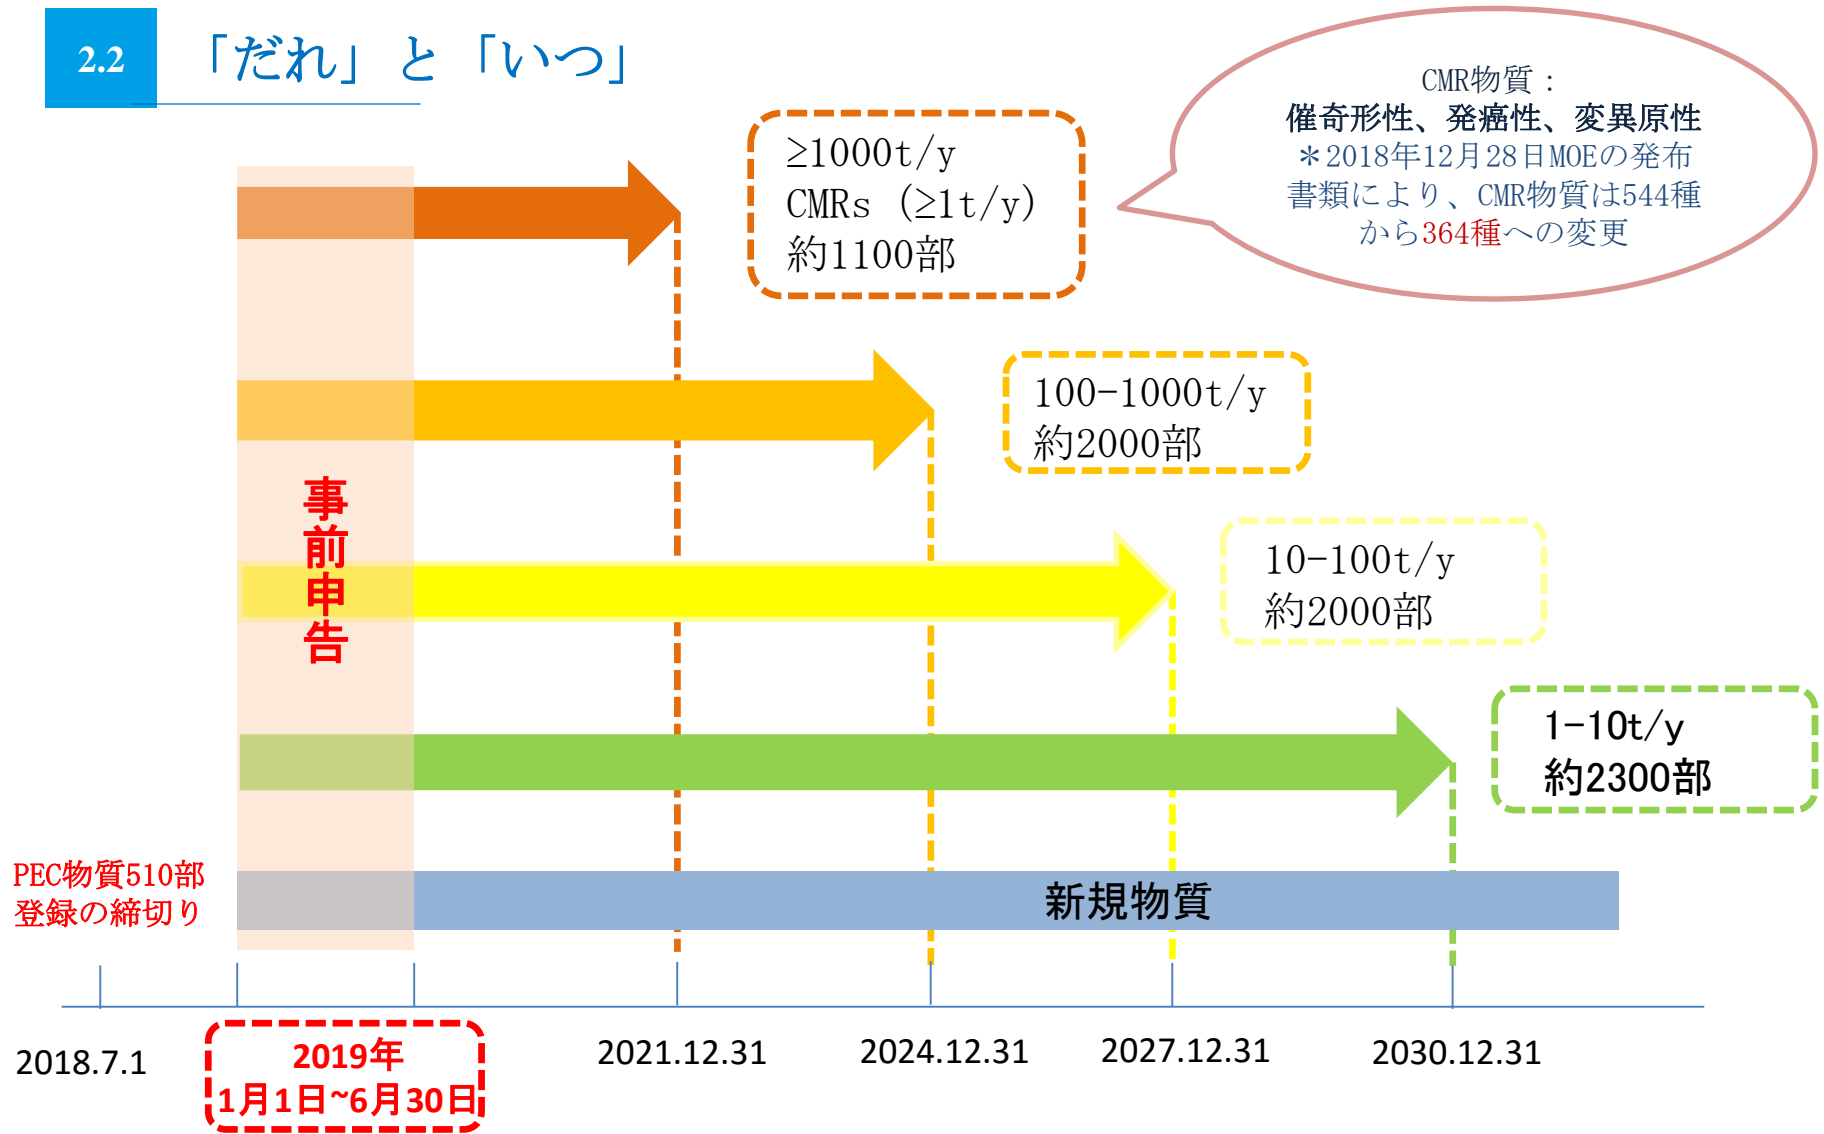 2.2
「だれ」と「いつ」
CMR物質：
催奇形性、発癌性、変異原性
＊2018年12月28日MOEの発布
書類により、CMR物質は544種
から364種への変更
≥1000t/y
CMRs (≥1t/y)
約1100部
100-1000t/y
約2000部
10-100t/y
約2000部
1-10t/y
約2300部
事前申告
PEC物質510部
登録の締切り
新規物質
2018.7.1
2019年
1月1日~6月30日
2021.12.31
2024.12.31
2027.12.31
2030.12.31